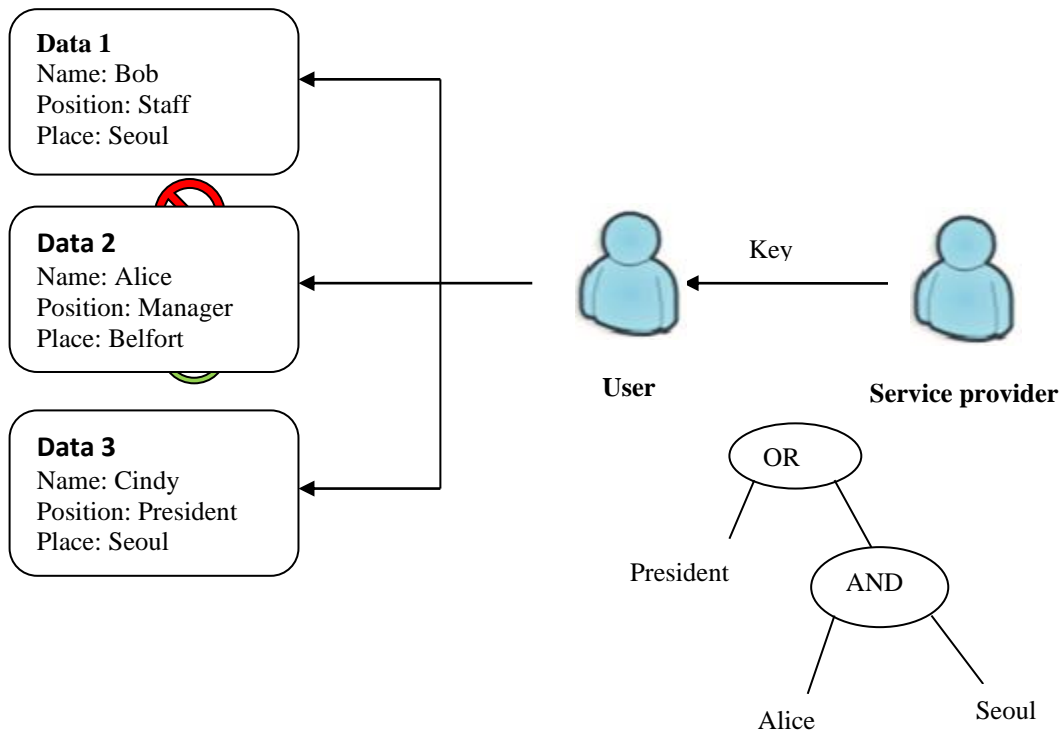 Data 1
Name: Bob
Position: Staff
Place: Seoul
Data 2
Name: Alice
Position: Manager
Place: Belfort
Data 3
Name: Cindy
Position: President
Place: Seoul
Key
User
Service provider
OR
President
AND
Alice
Seoul